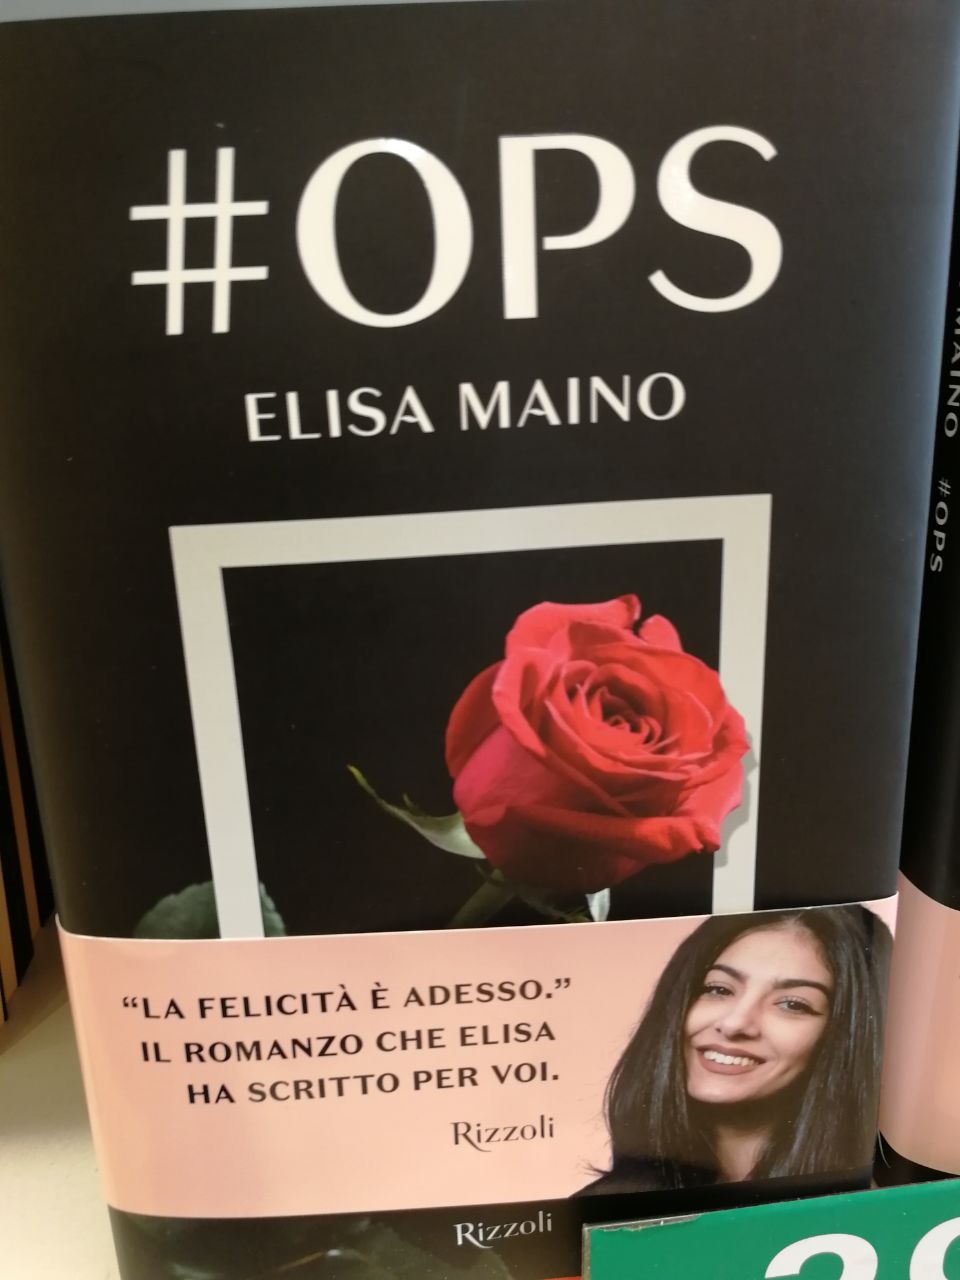 #OPS
ELISA MAINO
MAINO #OPS
“LA FELICITÀ È ADESSO.”
IL ROMANZO CHE ELISA
HA SCRITTO PER VOI.
Rizzoli
Rizzoli